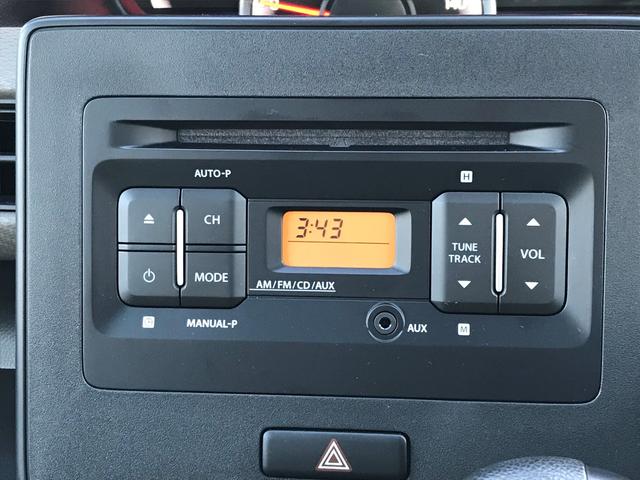 AUTO-P
H
CH
3:43
TUNE
TRACK
VOL
MODE
AM/FM/CD/AUX
MANUAL-P
AUX
M